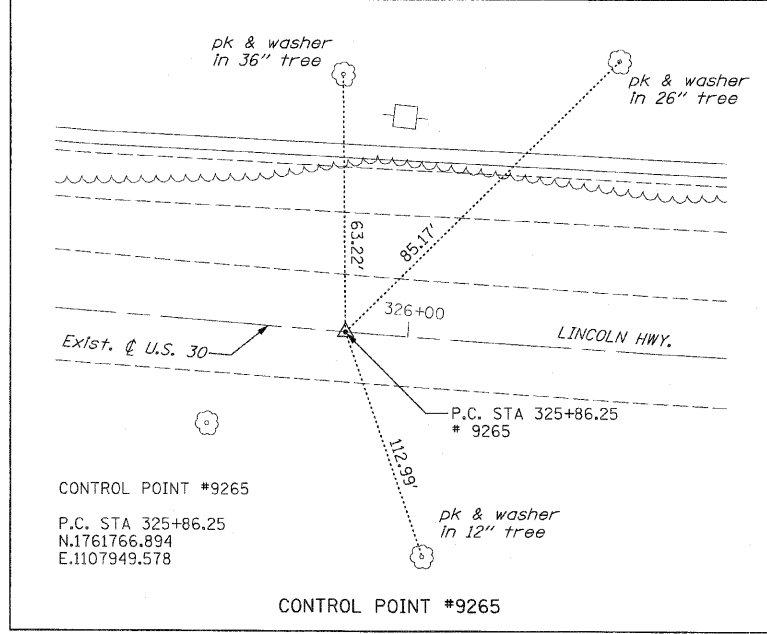 pk & washer
in 36" tree
pk & washer
in 26" tree
63.22'
85.17'
326+00
Exist. ℄ U.S. 30
LINCOLN HWY.
P.C. STA 325+86.25
# 9265
112.99'
CONTROL POINT #9265
P.C. STA 325+86.25
N.1761766.894
E.1107949.578
pk & washer
in 12" tree
CONTROL POINT #9265